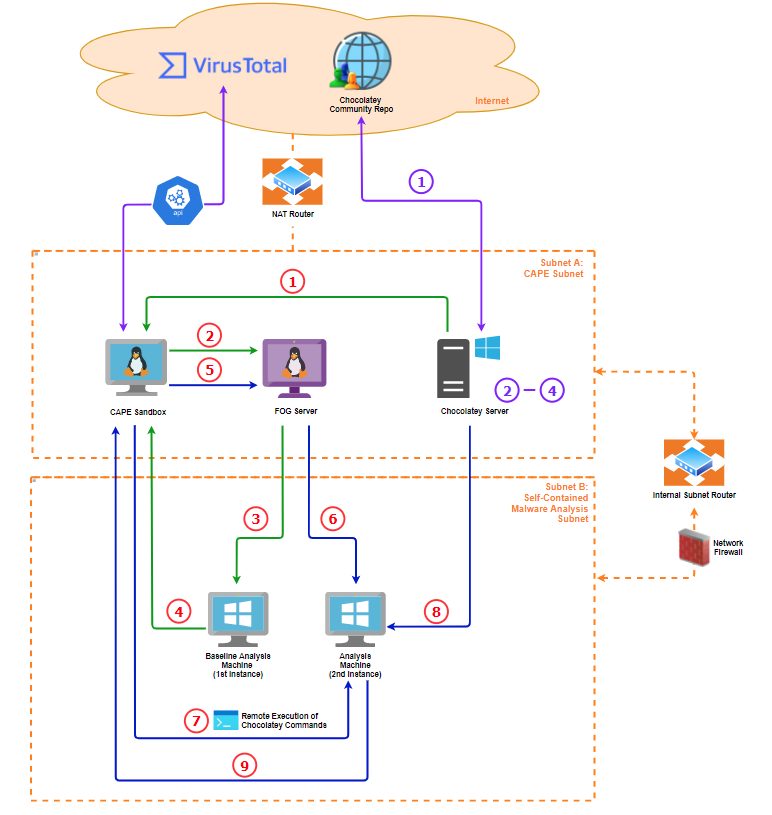 VirusTotal
Chocolatey
Community Repo
Internet
1
.api
NAT Router
Subnet A:
CAPE Subnet
1
2
5
2 – 4
CAPE Sandbox
FOG Server
Chocolatey Server
Internal Subnet Router
Subnet B:
Self-Contained
Malware Analysis
Subnet
3
6
Network
Firewall
4
8
Baseline Analysis
Machine
(1st Instance)
Analysis
Machine
(2nd Instance)
7
Remote Execution of
Chocolatey Commands
9